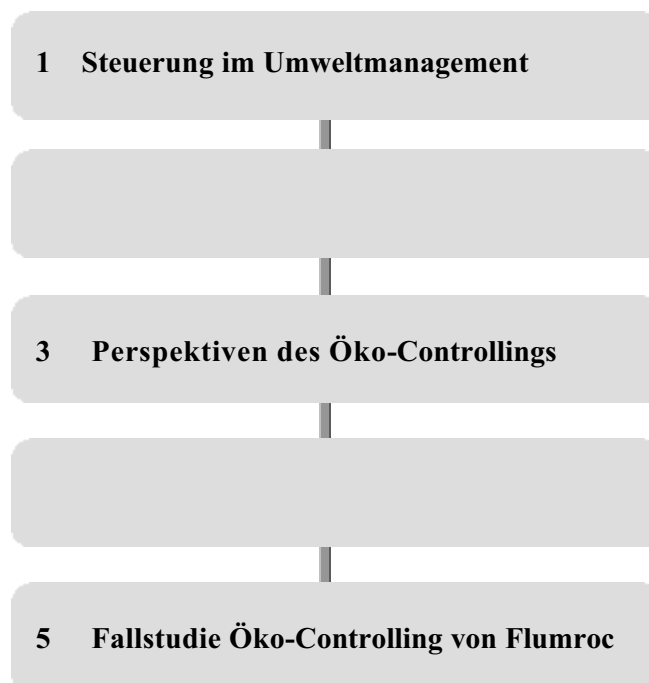 1 Steuerung im Umweltmanagement
3 Perspektiven des Öko-Controllings
5 Fallstudie Öko-Controlling von Flumroc